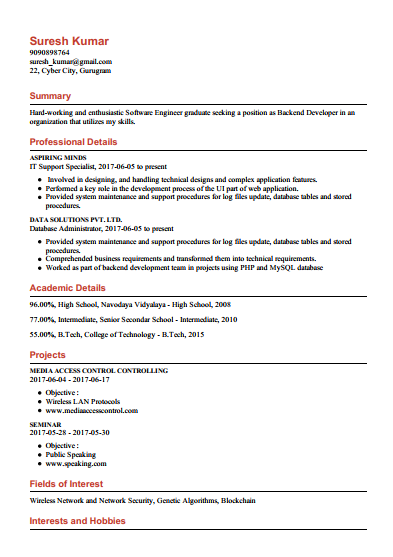 Suresh Kumar
9090898764
suresh_kumar@gmail.com
22, Cyber City, Gurugram
Summary
Hard-working and enthusiastic Software Engineer graduate seeking a position as Backend Developer in an
organization that utilizes my skills.
Professional Details
ASPIRING MINDS
IT Support Specialist, 2017-06-05 to present
● Involved in designing, and handling technical designs and complex application features.
● Performed a key role in the development process of the UI part of web application.
● Provided system maintenance and support procedures for log files update, database tables and stored
procedures.
DATA SOLUTIONS PVT. LTD.
Database Administrator, 2017-06-05 to present
● Provided system maintenance and support procedures for log files update, database tables and stored
procedures.
● Comprehended business requirements and transformed them into technical requirements.
● Worked as part of backend development team in projects using PHP and MySQL database
Academic Details
96.00%, High School, Navodaya Vidyalaya - High School, 2008
77.00%, Intermediate, Senior Secondar School - Intermediate, 2010
55.00%, B.Tech, College of Technology - B.Tech, 2015
Projects
MEDIA ACCESS CONTROL CONTROLLING
2017-06-04 - 2017-06-17
● Objective :
● Wireless LAN Protocols
● www.mediaaccesscontrol.com
SEMINAR
2017-05-28 - 2017-05-30
● Objective :
● Public Speaking
● www.speaking.com
Fields of Interest
Wireless Network and Network Security, Genetic Algorithms, Blockchain
Interests and Hobbies